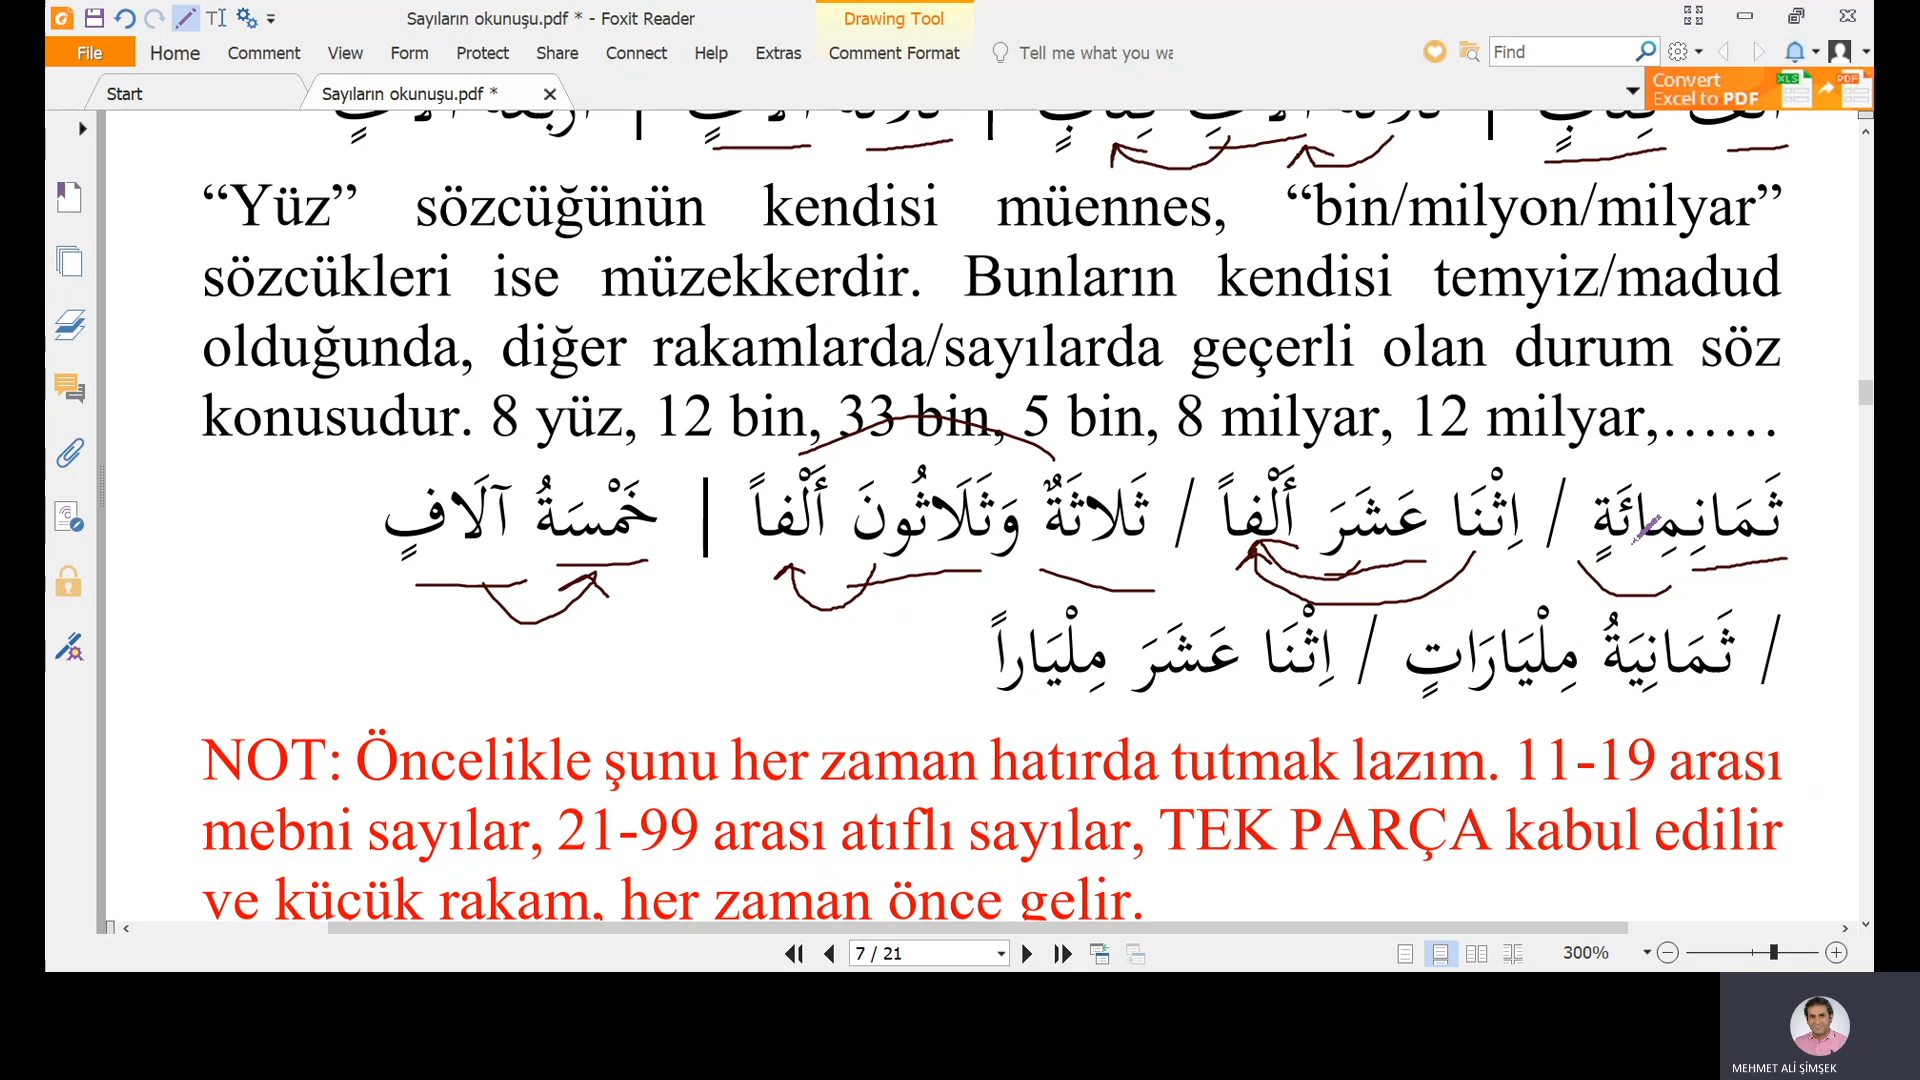 Sayıların okunuşu.pdf * - Foxit Reader
Drawing Tool
File Home Comment View Form Protect Share Connect Help Extras Comment Format Tell me what you wa Find
Start Sayıların okunuşu.pdf *
Convert
Excel to PDF
“Yüz” sözcüğünün kendisi müennes, “bin/milyon/milyar”
sözcükleri ise müzekkerdir. Bunların kendisi temyiz/madud
olduğunda, diğer rakamlarda/sayılarda geçerli olan durum söz
konusudur. 8 yüz, 12 bin, 33 bin, 5 bin, 8 milyar, 12 milyar,……
ثَمَانِمِائَةٍ / اِثْنَا عَشَرَ أَلْفاً / ثَلاثَةٌ وَثَلَاثُونَ أَلْفاً | خَمْسَةُ آلَافٍ
/ ثَمَانِيَةُ مِلْيَارَاتٍ / اِثْنَا عَشَرَ مِلْيَاراً
NOT: Öncelikle şunu her zaman hatırda tutmak lazım. 11-19 arası
mebni sayılar, 21-99 arası atıflı sayılar, TEK PARÇA kabul edilir
ve küçük rakam, her zaman önce gelir.
7 / 21
300%
MEHMET ALİ ŞİMŞEK